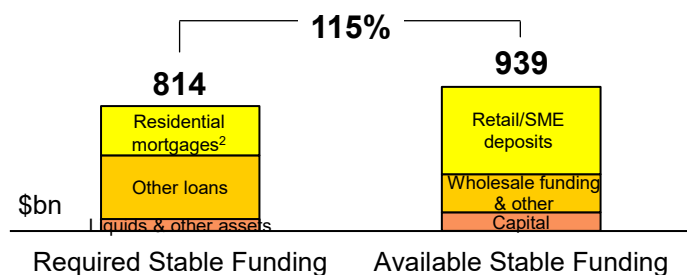 115%
814
939
Residential
mortgages²
Other loans
Liquids & other assets
Retail/SME
deposits
Wholesale funding
& other
Capital
$bn
Required Stable Funding
Available Stable Funding